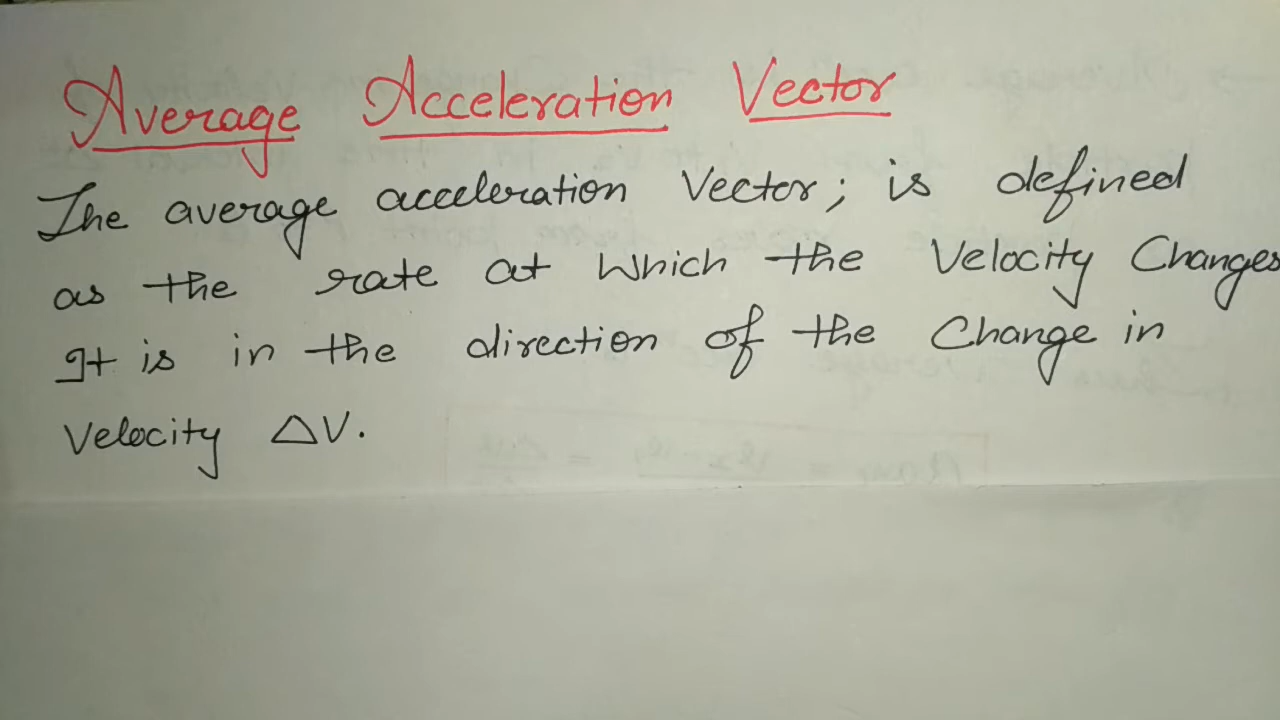 Average Acceleration Vector
The average acceleration Vector; is defined
as the rate at which the Velocity Changes
It is in the direction of the Change in
Velocity ΔV.